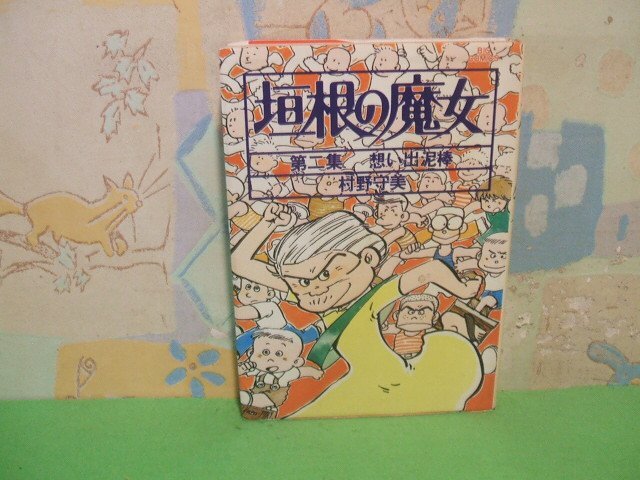 垣根の魔女
第二集　想い出泥棒
村野守美